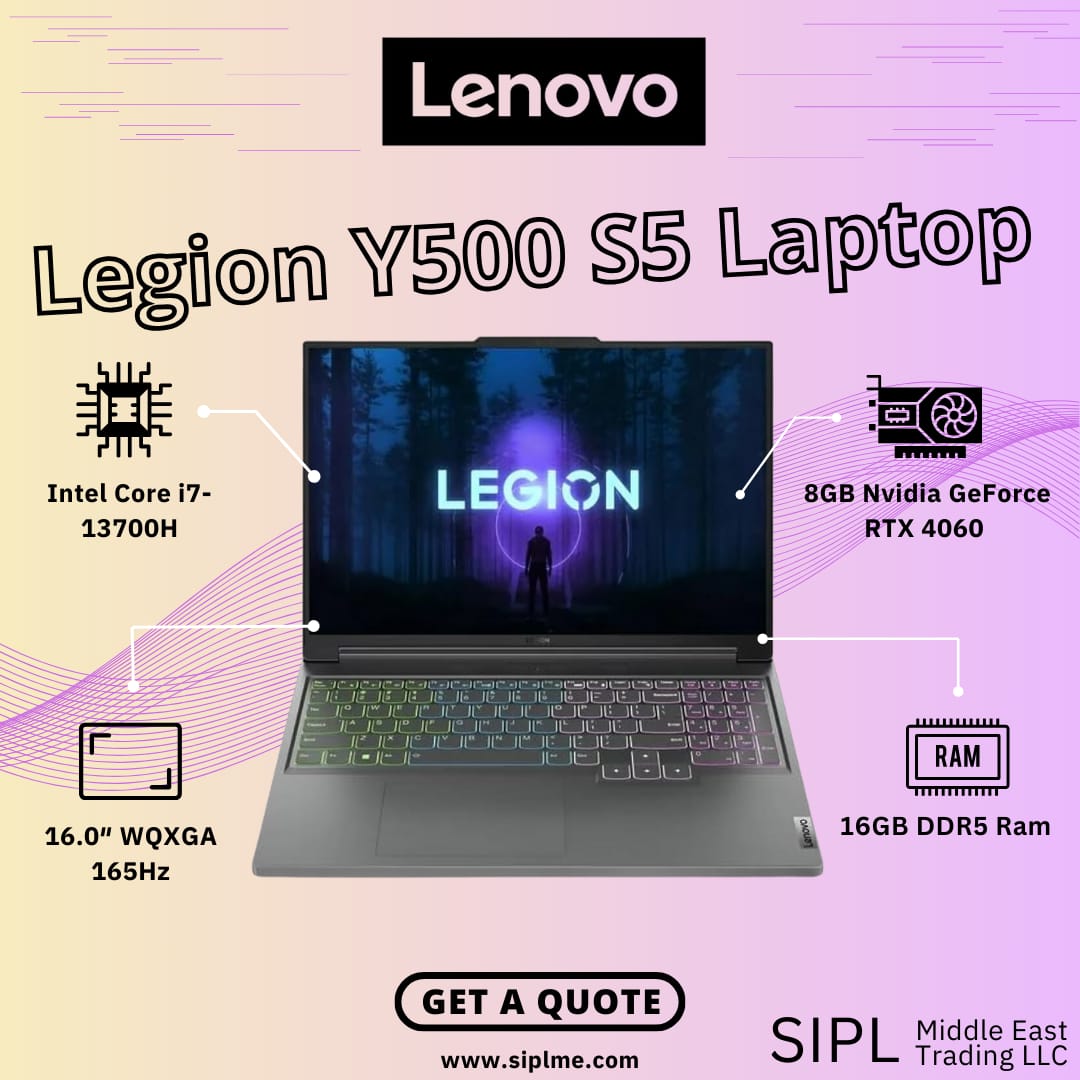 Lenovo
Legion Y500 S5 Laptop
Intel Core i7-
13700H
8GB Nvidia GeForce
RTX 4060
LEGION
16.0" WQXGA
165Hz
RAM
16GB DDR5 Ram
Lenovo
GET A QUOTE
www.siplme.com
SIPL Middle East
Trading LLC